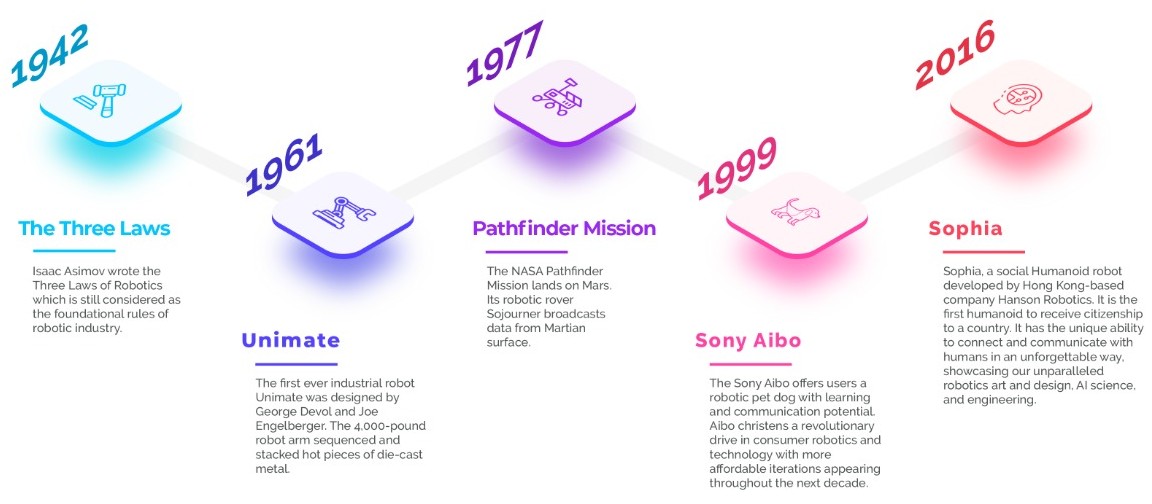 1942
The Three Laws
Isaac Asimov wrote the
Three Laws of Robotics
which is still considered as
the foundational rules of
robotic industry.
1961
Unimate
The first ever industrial robot
Unimate was designed by
George Devol and Joe
Engelberger. The 4,000-pound
robot arm sequenced and
stacked hot pieces of die-cast
metal.
1977
Pathfinder Mission
The NASA Pathfinder
Mission lands on Mars.
Its robotic rover
Sojourner broadcasts
data from Martian
surface.
1999
Sony Aibo
The Sony Aibo offers users a
robotic pet dog with learning
and communication potential.
Aibo christens a revolutionary
drive in consumer robotics and
technology with more
affordable iterations appearing
throughout the next decade.
2016
Sophia
Sophia, a social Humanoid robot
developed by Hong Kong-based
company Hanson Robotics. It is the
first humanoid to receive citizenship
to a country. It has the unique ability
to connect and communicate with
humans in an unforgettable way,
showcasing our unparalleled
robotics art and design, AI science,
and engineering.